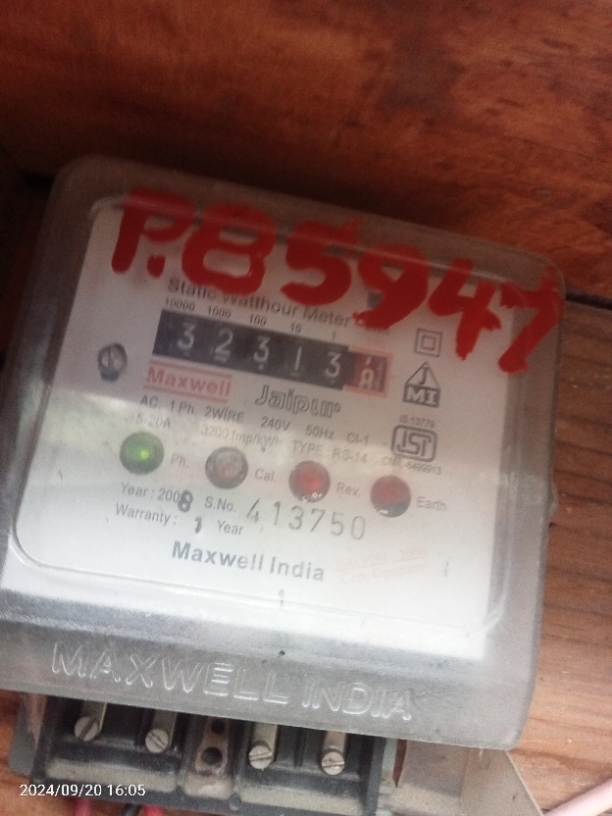 P.85947
Static Watthour Meter
10000 1000 100 10 1
3 2 3 1 3
Maxwell
Jaipur
MI
AC, 1 Ph. 2WIRE 240V 50Hz Cl-1
5-20A 3200 Imp/kWh TYPE: RS-14
IS:13779
ISI
Ph. Cal. Rev. Earth
Year: 2008 S.No. 413750
Warranty: 1 Year
Maxwell India
MAXWELL INDIA
2024/09/20 16:05